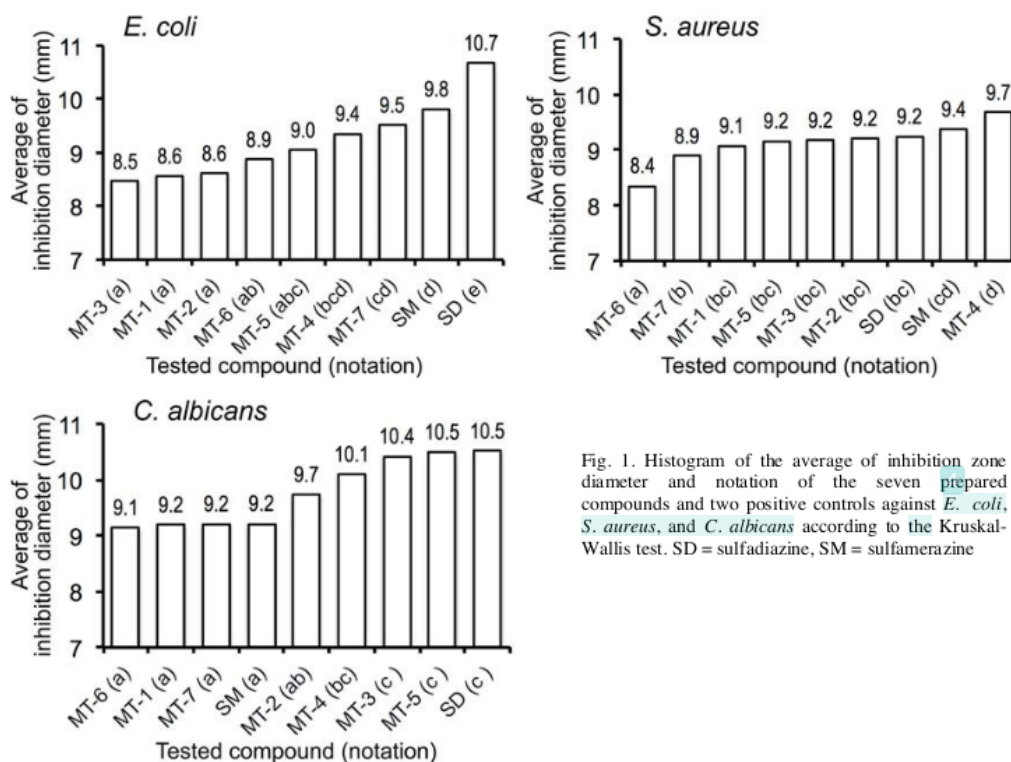 E. coli
Average of
inhibition diameter (mm)
11
10
9
8
7
8.5
8.6
8.6
8.9
9.0
9.4
9.5
9.8
10.7
MT-3 (a)
MT-1 (a)
MT-2 (a)
MT-6 (ab)
MT-5 (abc)
MT-4 (bcd)
MT-7 (cd)
SM (d)
SD (e)
Tested compound (notation)
S. aureus
Average of
inhibition diameter (mm)
11
10
9
8
7
8.4
8.9
9.1
9.2
9.2
9.2
9.2
9.4
9.7
MT-6 (a)
MT-7 (b)
MT-1 (bc)
MT-5 (bc)
MT-3 (bc)
MT-2 (bc)
SD (bc)
SM (cd)
MT-4 (d)
Tested compound (notation)
C. albicans
Average of
inhibition diameter (mm)
11
10
9
8
7
9.1
9.2
9.2
9.2
9.7
10.1
10.4
10.5
10.5
MT-6 (a)
MT-1 (a)
MT-7 (a)
SM (a)
MT-2 (ab)
MT-4 (bc)
MT-3 (c )
MT-5 (c )
SD (c )
Tested compound (notation)
Fig. 1. Histogram of the average of inhibition zone
diameter and notation of the seven prepared
compounds and two positive controls against E. coli,
S. aureus, and C. albicans according to the Kruskal-
Wallis test. SD = sulfadiazine, SM = sulfamerazine